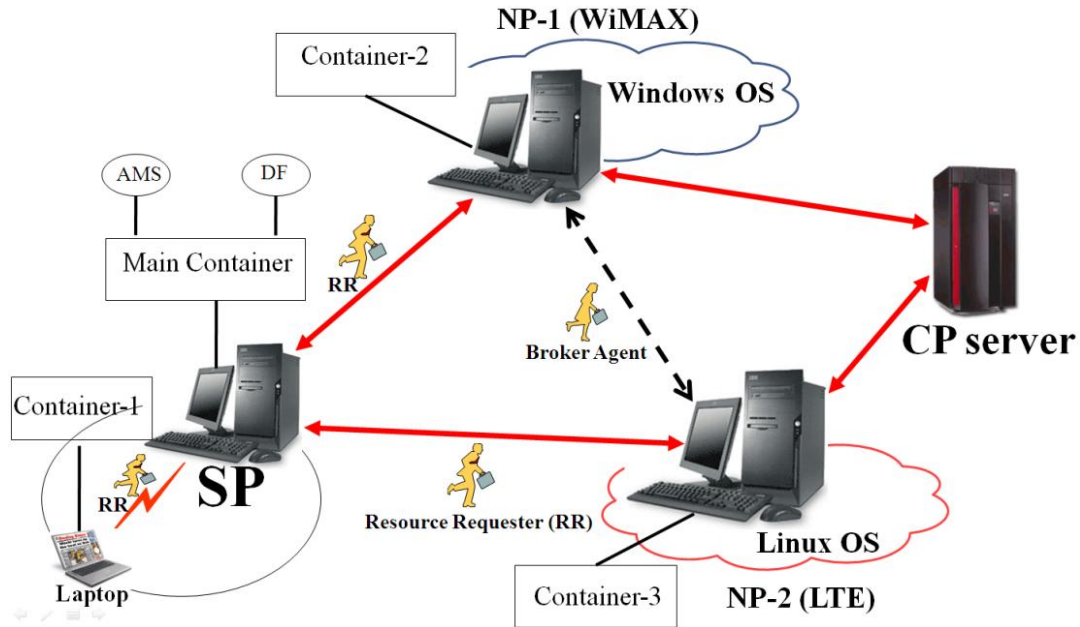 NP-1 (WiMAX)
Container-2
Windows OS
AMS
DF
Main Container
RR
Broker Agent
CP server
Container-1
SP
RR
Resource Requester (RR)
Laptop
Linux OS
Container-3
NP-2 (LTE)